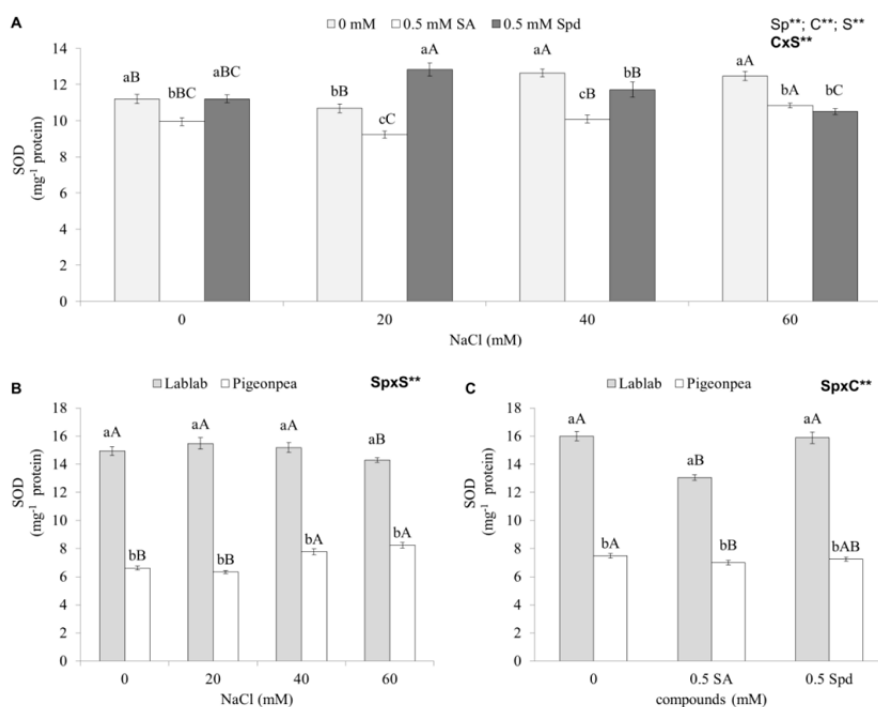 A
0 mM 0.5 mM SA 0.5 mM Spd
Sp**; C**; S**
CxS**
SOD
(mg-1 protein)
14
12
10
8
6
4
2
0
aB bBC aBC
bB cC aA
aA cB bB
aA bA bC
0 20 40 60
NaCl (mM)
B
Lablab Pigeonpea
SpxS**
SOD
(mg-1 protein)
18
16
14
12
10
8
6
4
2
0
aA bB aA bB aA bA aB bA
0 20 40 60
NaCl (mM)
C
Lablab Pigeonpea
SpxC**
SOD
(mg-1 protein)
18
16
14
12
10
8
6
4
2
0
aA bA aB bB aA bAB
0 0.5 SA 0.5 Spd
compounds (mM)